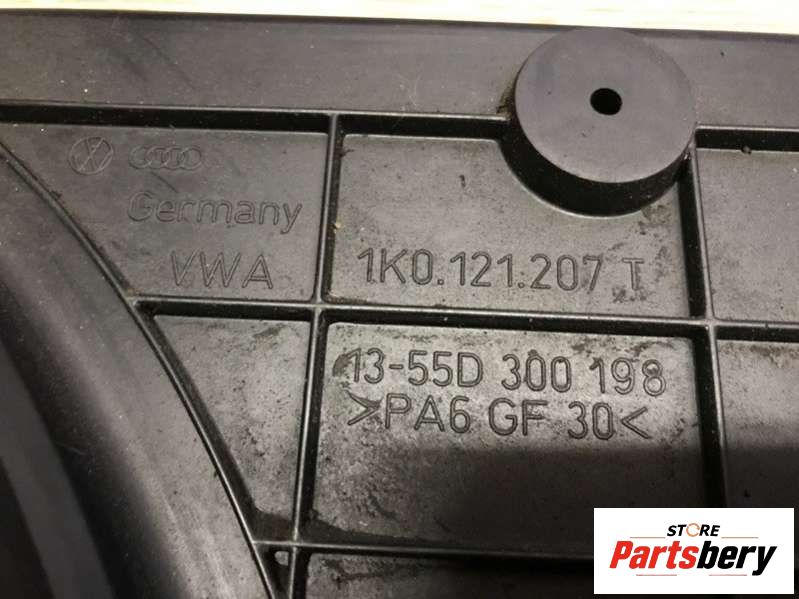 Germany
VWA
1K0.121.207 T
13-55D 300 198
>PA6 GF 30<
STORE
Partsbery